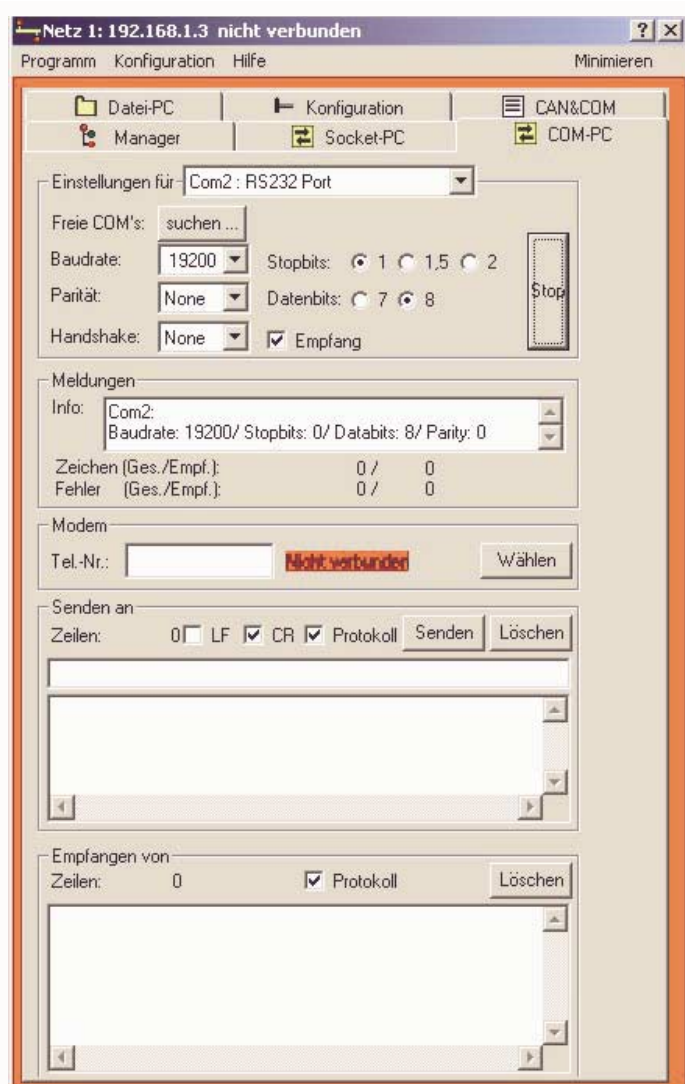 Netz 1: 192.168.1.3 nicht verbunden
Programm Konfiguration Hilfe Minimieren
Datei-PC Konfiguration CAN&COM
Manager Socket-PC COM-PC
Einstellungen für Com2 : RS232 Port
Freie COM's: suchen ...
Baudrate: 19200 Stopbits: 1 1,5 2
Parität: None Datenbits: 7 8
Stop
Handshake: None Empfang
Meldungen
Info: Com2:
Baudrate: 19200/ Stopbits: 0/ Databits: 8/ Parity: 0
Zeichen (Ges./Empf.): 0 / 0
Fehler (Ges./Empf.): 0 / 0
Modem
Tel.-Nr.: Nicht verbunden Wählen
Senden an
Zeilen: 0 LF CR Protokoll Senden Löschen
Empfangen von
Zeilen: 0 Protokoll Löschen